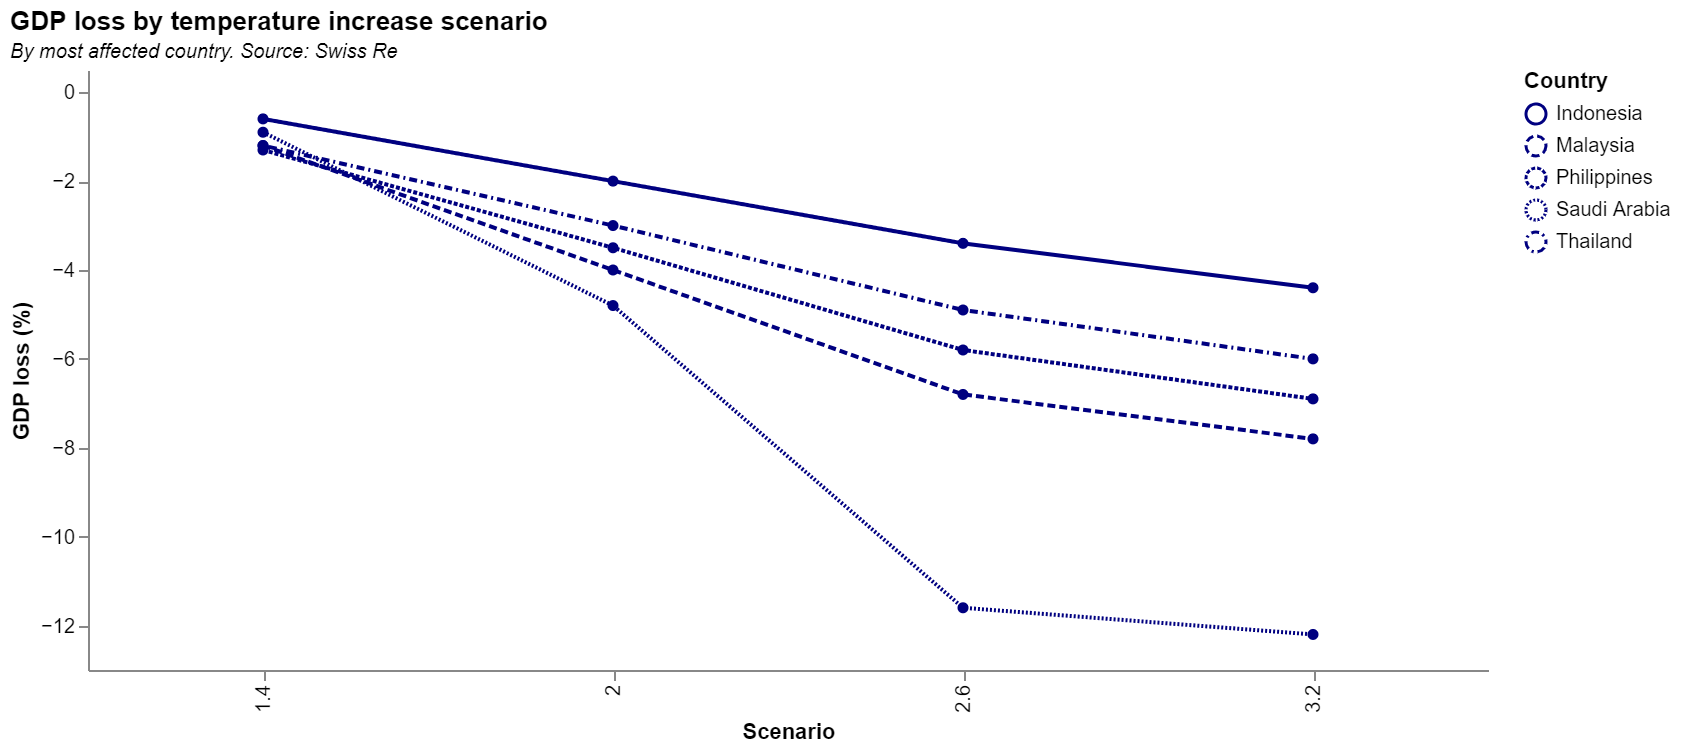 GDP loss by temperature increase scenario
By most affected country. Source: Swiss Re
GDP loss (%)
0
−2
−4
−6
−8
−10
−12
1.4
2
2.6
3.2
Scenario
Country
Indonesia
Malaysia
Philippines
Saudi Arabia
Thailand